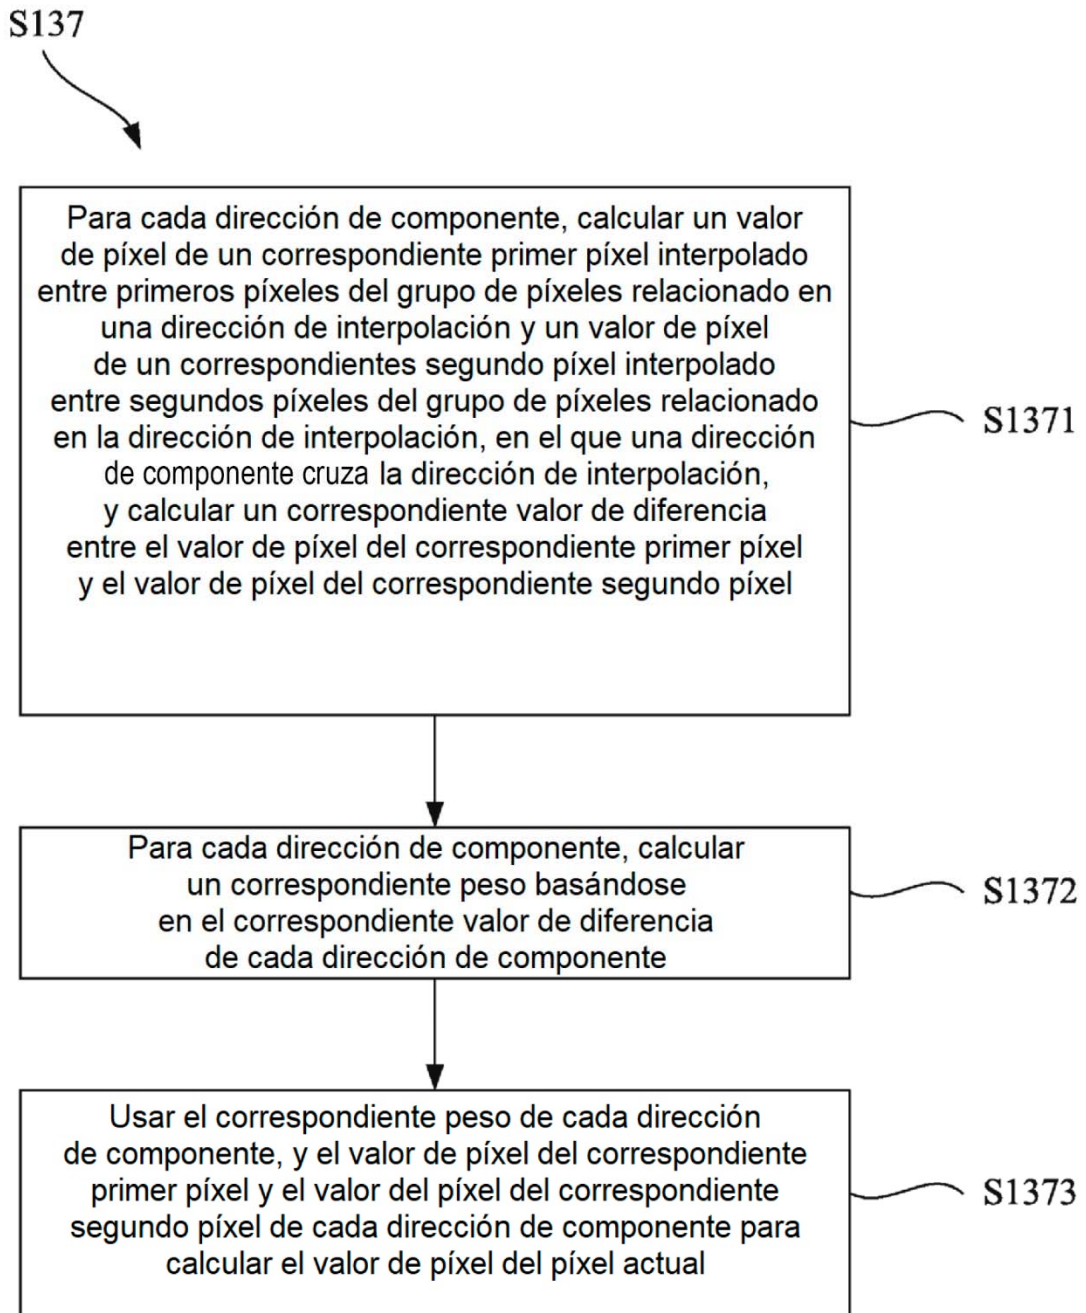 S137
Para cada dirección de componente, calcular un valor
de píxel de un correspondiente primer píxel interpolado
entre primeros píxeles del grupo de píxeles relacionado en
una dirección de interpolación y un valor de píxel
de un correspondientes segundo píxel interpolado
entre segundos píxeles del grupo de píxeles relacionado
en la dirección de interpolación, en el que una dirección
de componente cruza la dirección de interpolación,
y calcular un correspondiente valor de diferencia
entre el valor de píxel del correspondiente primer píxel
y el valor de píxel del correspondiente segundo píxel
S1371
Para cada dirección de componente, calcular
un correspondiente peso basándose
en el correspondiente valor de diferencia
de cada dirección de componente
S1372
Usar el correspondiente peso de cada dirección
de componente, y el valor de píxel del correspondiente
primer píxel y el valor del píxel del correspondiente
segundo píxel de cada dirección de componente para
calcular el valor de píxel del píxel actual
S1373